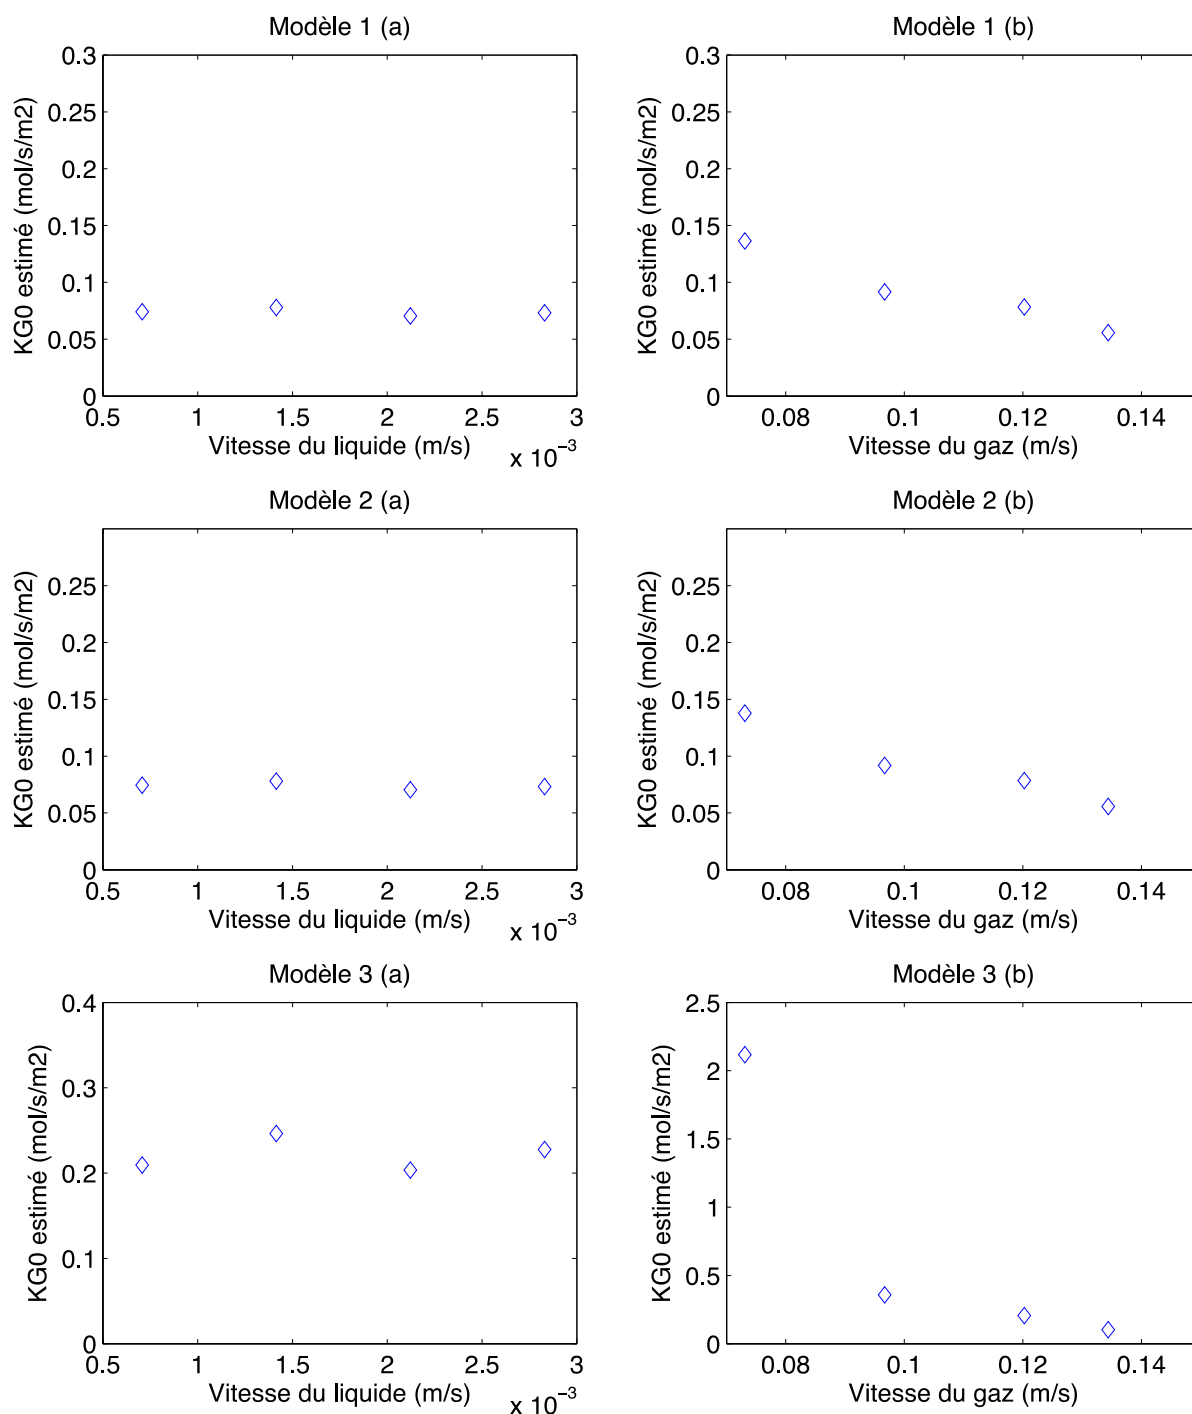 Modèle 1 (a)
KG0 estimé (mol/s/m2)
0.3
0.25
0.2
0.15
0.1
0.05
0
0.5 1 1.5 2 2.5 3
Vitesse du liquide (m/s)
x 10⁻³
Modèle 1 (b)
KG0 estimé (mol/s/m2)
0.3
0.25
0.2
0.15
0.1
0.05
0
0.08 0.1 0.12 0.14
Vitesse du gaz (m/s)
Modèle 2 (a)
KG0 estimé (mol/s/m2)
0.25
0.2
0.15
0.1
0.05
0
0.5 1 1.5 2 2.5 3
Vitesse du liquide (m/s)
x 10⁻³
Modèle 2 (b)
KG0 estimé (mol/s/m2)
0.25
0.2
0.15
0.1
0.05
0
0.08 0.1 0.12 0.14
Vitesse du gaz (m/s)
Modèle 3 (a)
KG0 estimé (mol/s/m2)
0.4
0.3
0.2
0.1
0
0.5 1 1.5 2 2.5 3
Vitesse du liquide (m/s)
x 10⁻³
Modèle 3 (b)
KG0 estimé (mol/s/m2)
2.5
2
1.5
1
0.5
0
0.08 0.1 0.12 0.14
Vitesse du gaz (m/s)